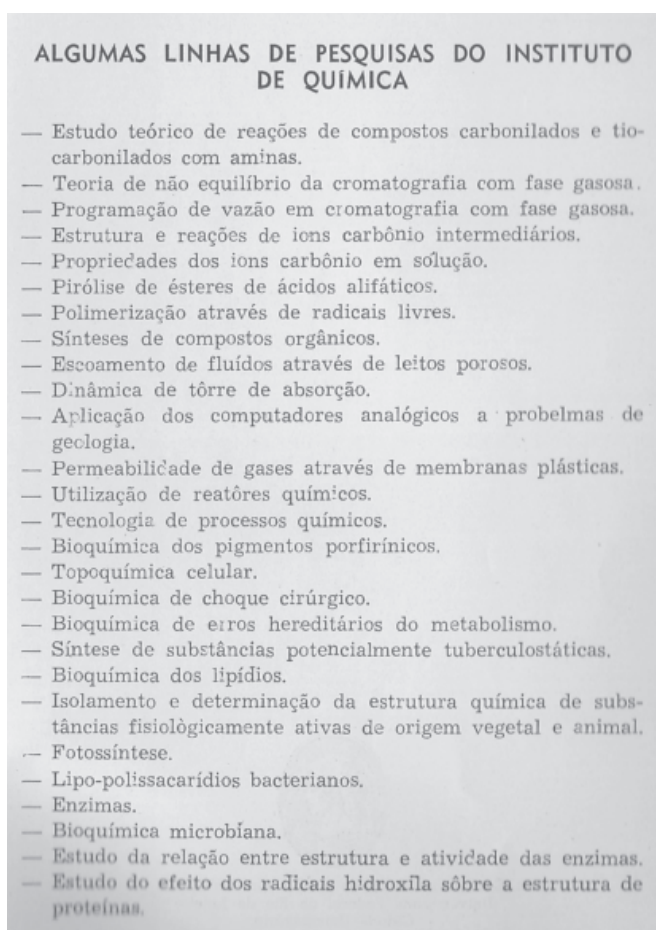 ALGUMAS LINHAS DE PESQUISAS DO INSTITUTO
DE QUÍMICA
— Estudo teórico de reações de compostos carbonilados e tio-
carbonilados com aminas.
— Teoria de não equilíbrio da cromatografia com fase gasosa.
— Programação de vazão em cromatografia com fase gasosa.
— Estrutura e reações de ions carbônio intermediários.
— Propriedades dos ions carbônio em solução.
— Pirólise de ésteres de ácidos alifáticos.
— Polimerização através de radicais livres.
— Sínteses de compostos orgânicos.
— Escoamento de fluídos através de leitos porosos.
— Dinâmica de tôrre de absorção.
— Aplicação dos computadores analógicos a probelmas de
geologia.
— Permeabilidade de gases através de membranas plásticas.
— Utilização de reatôres químicos.
— Tecnologia de processos químicos.
— Bioquímica dos pigmentos porfirínicos.
— Topoquímica celular.
— Bioquímica de choque cirúrgico.
— Bioquímica de erros hereditários do metabolismo.
— Síntese de substâncias potencialmente tuberculostáticas.
— Bioquímica dos lipídios.
— Isolamento e determinação da estrutura química de subs-
tâncias fisiològicamente ativas de origem vegetal e animal.
— Fotossíntese.
— Lipo-polissacarídios bacterianos.
— Enzimas.
— Bioquímica microbiana.
— Estudo da relação entre estrutura e atividade das enzimas.
— Estudo do efeito dos radicais hidroxila sôbre a estrutura de
proteínas.